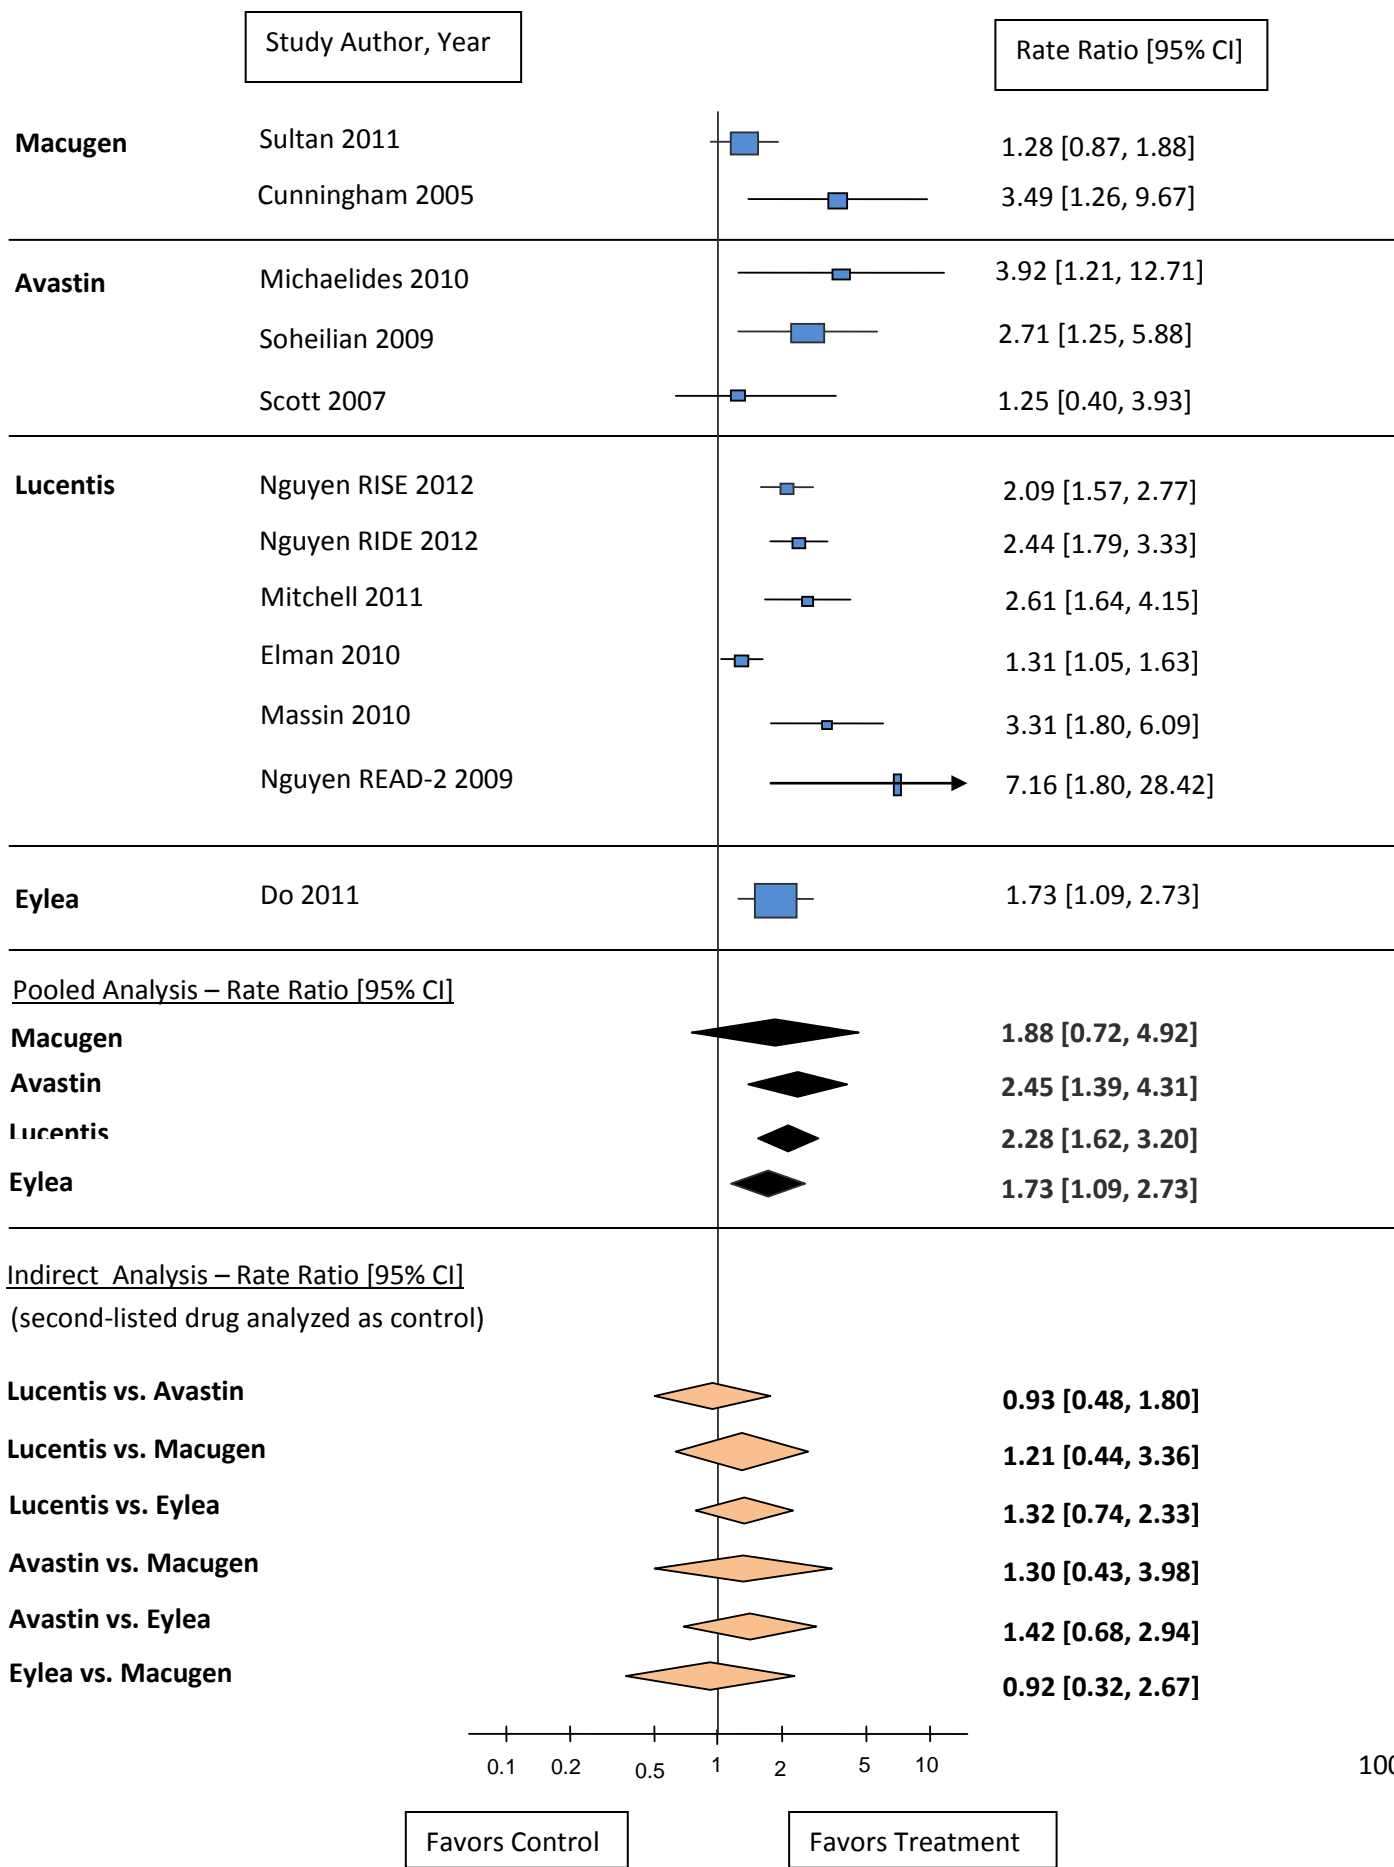 Study Author, Year Rate Ratio [95% CI]
Macugen Sultan 2011 1.28 [0.87, 1.88]
Cunningham 2005 3.49 [1.26, 9.67]
Avastin Michaelides 2010 3.92 [1.21, 12.71]
Soheilian 2009 2.71 [1.25, 5.88]
Scott 2007 1.25 [0.40, 3.93]
Lucentis Nguyen RISE 2012 2.09 [1.57, 2.77]
Nguyen RIDE 2012 2.44 [1.79, 3.33]
Mitchell 2011 2.61 [1.64, 4.15]
Elman 2010 1.31 [1.05, 1.63]
Massin 2010 3.31 [1.80, 6.09]
Nguyen READ-2 2009 7.16 [1.80, 28.42]
Eylea Do 2011 1.73 [1.09, 2.73]
Pooled Analysis – Rate Ratio [95% CI]
Macugen 1.88 [0.72, 4.92]
Avastin 2.45 [1.39, 4.31]
Lucentis 2.28 [1.62, 3.20]
Eylea 1.73 [1.09, 2.73]
Indirect Analysis – Rate Ratio [95% CI]
(second-listed drug analyzed as control)
Lucentis vs. Avastin 0.93 [0.48, 1.80]
Lucentis vs. Macugen 1.21 [0.44, 3.36]
Lucentis vs. Eylea 1.32 [0.74, 2.33]
Avastin vs. Macugen 1.30 [0.43, 3.98]
Avastin vs. Eylea 1.42 [0.68, 2.94]
Eylea vs. Macugen 0.92 [0.32, 2.67]
0.1 0.2 0.5 1 2 5 10 100
Favors Control Favors Treatment